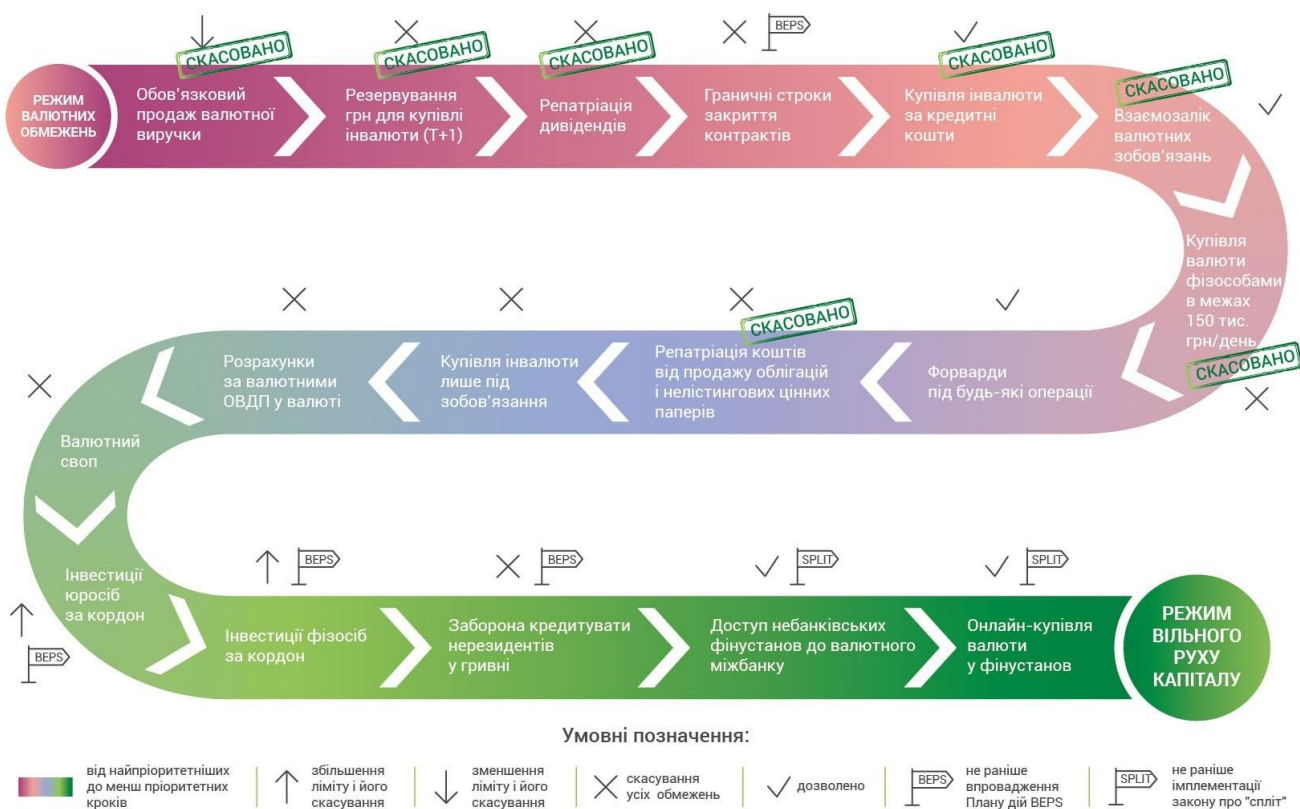 BEPS
СКАСОВАНО
СКАСОВАНО
СКАСОВАНО
СКАСОВАНО
СКАСОВАНО
РЕЖИМ
ВАЛЮТНИХ
ОБМЕЖЕНЬ
Обов'язковий
продаж валютної
виручки
Резервування
грн для купівлі
інвалюти (Т+1)
Репатріація
дивідендів
Граничні строки
закриття
контрактів
Купівля інвалюти
за кредитні
кошти
Взаємозалік
валютних
зобов'язань
Купівля
валюти
фізособами
в межах
150 тис.
грн/день
СКАСОВАНО
Форварди
під будь-які операції
СКАСОВАНО
Репатріація коштів
від продажу облігацій
і нелістингових цінних
паперів
Купівля інвалюти
лише під
зобов'язання
Розрахунки
за валютними
ОВДП у валюті
Валютний
своп
Інвестиції
юросіб
за кордон
BEPS
BEPS
Інвестиції фізосіб
за кордон
BEPS
Заборона кредитувати
нерезидентів
у гривні
SPLIT
Доступ небанківських
фінустанов до валютного
міжбанку
SPLIT
Онлайн-купівля
валюти
у фінустанов
РЕЖИМ
ВІЛЬНОГО
РУХУ
КАПІТАЛУ
Умовні позначення:
від найпріоритетніших
до менш пріоритетних
кроків
збільшення
ліміту і його
скасування
зменшення
ліміту і його
скасування
скасування
усіх обмежень
дозволено
BEPS
не раніше
впровадження
Плану дій BEPS
SPLIT
не раніше
імплементації
закону про "спліт"